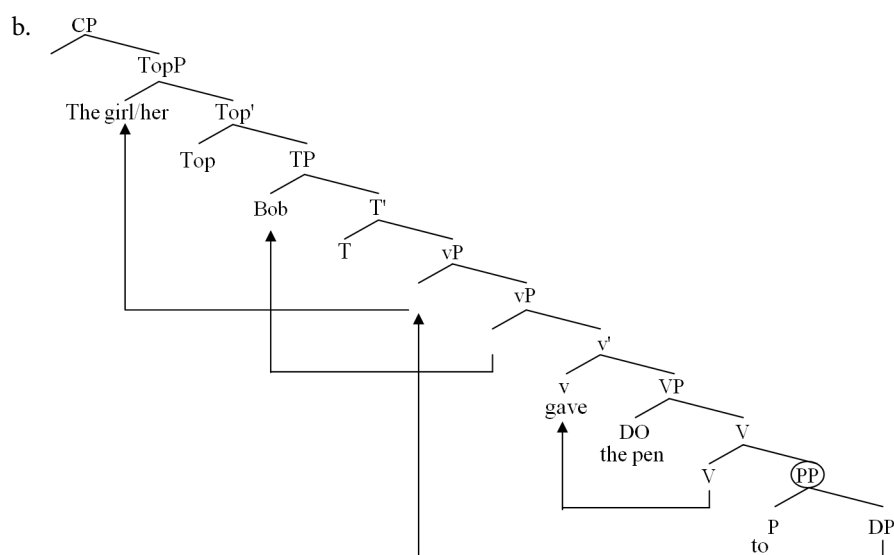 b. CP
TopP
The girl/her Top'
Top TP
Bob T'
T vP
vP
v'
v VP
gave
DO V
the pen
V PP
P DP
to